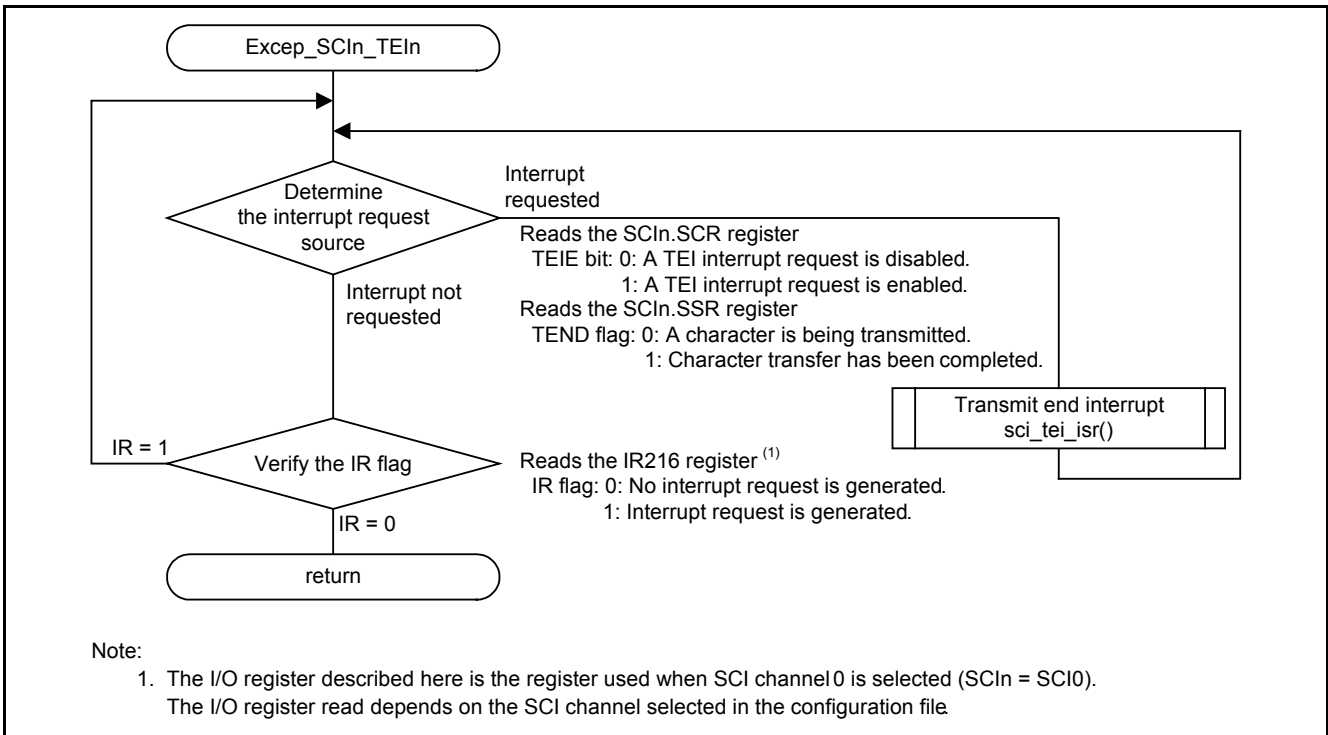 Excep_SCIn_TEIn
Determine
the interrupt request
source
Interrupt
requested
Reads the SCIn.SCR register
TEIE bit: 0: A TEI interrupt request is disabled.
1: A TEI interrupt request is enabled.
Reads the SCIn.SSR register
TEND flag: 0: A character is being transmitted.
1: Character transfer has been completed.
Interrupt not
requested
Transmit end interrupt
sci_tei_isr()
IR = 1
Verify the IR flag
Reads the IR216 register (1)
IR flag: 0: No interrupt request is generated.
1: Interrupt request is generated.
IR = 0
return
Note:
1. The I/O register described here is the register used when SCI channel 0 is selected (SCIn = SCI0).
The I/O register read depends on the SCI channel selected in the configuration file.